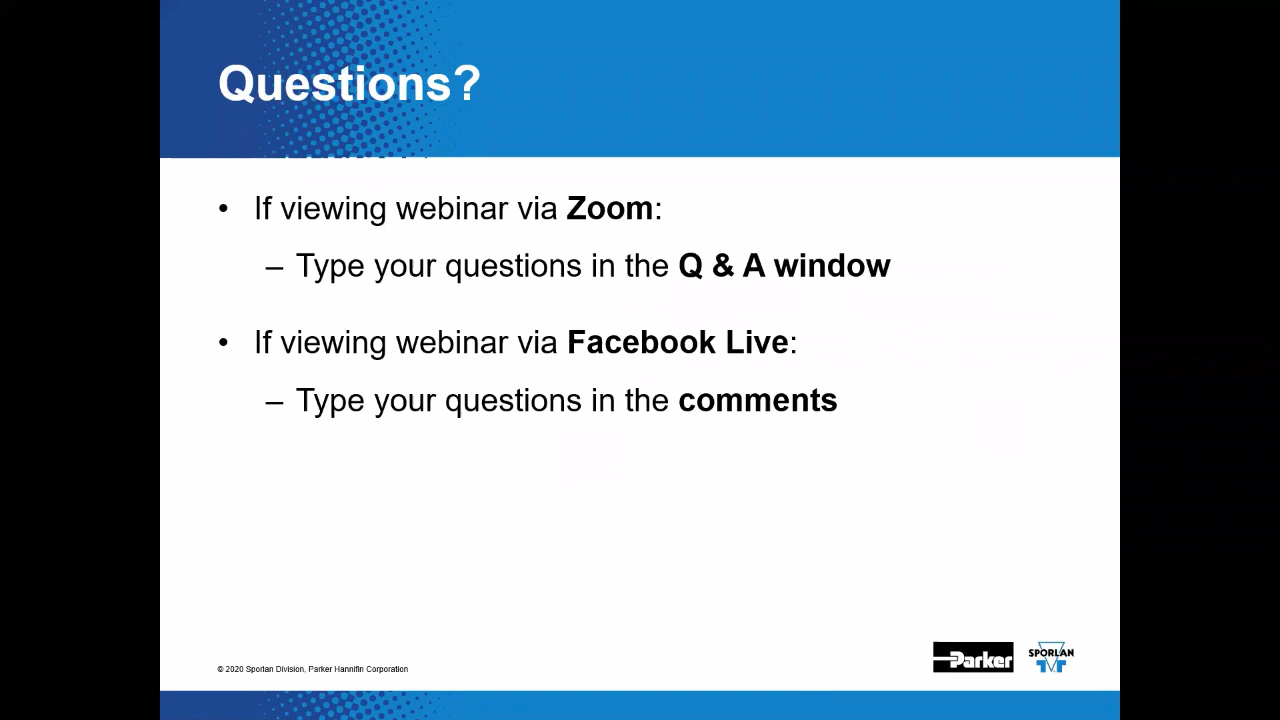 Questions?
• If viewing webinar via Zoom:
– Type your questions in the Q & A window
• If viewing webinar via Facebook Live:
– Type your questions in the comments
© 2020 Sporlan Division, Parker Hannifin Corporation
Parker
SPORLAN